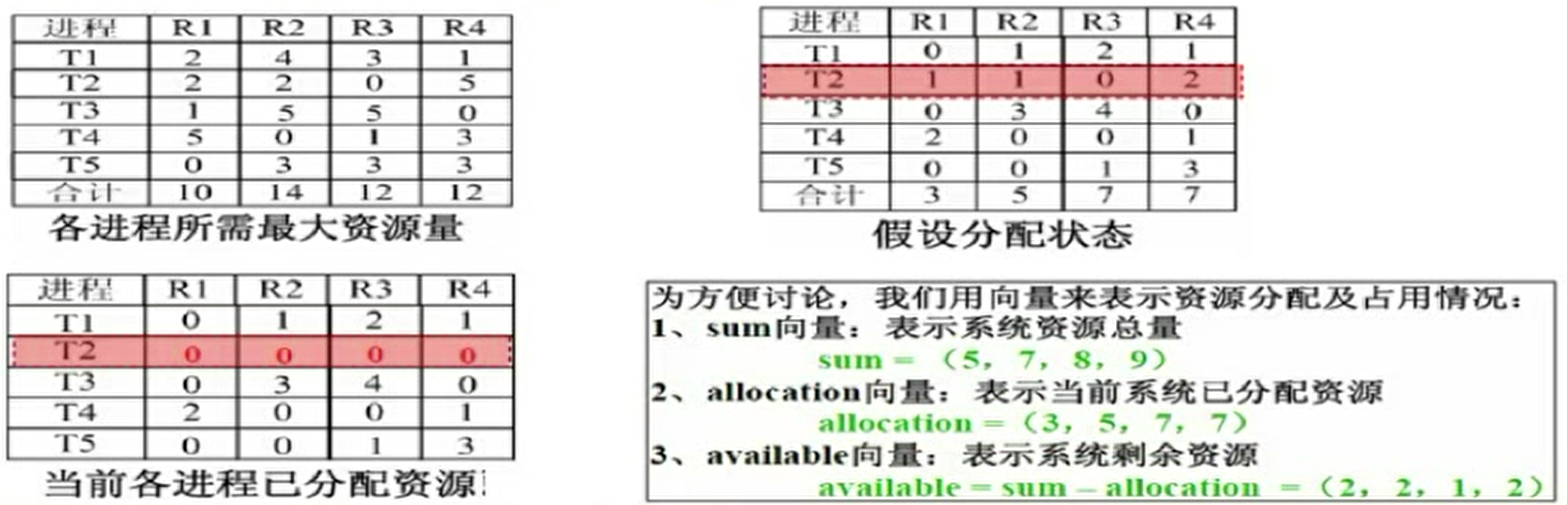 进程 R1 R2 R3 R4
T1 2 4 3 1
T2 2 2 0 5
T3 1 5 5 0
T4 5 0 1 3
T5 0 3 3 3
合计 10 14 12 12
各进程所需最大资源量
进程 R1 R2 R3 R4
T1 0 1 2 1
T2 1 1 0 2
T3 0 3 4 0
T4 2 0 0 1
T5 0 0 1 3
合计 3 5 7 7
假设分配状态
进程 R1 R2 R3 R4
T1 0 1 2 1
T2 0 0 0 0
T3 0 3 4 0
T4 2 0 0 1
T5 0 0 1 3
当前各进程已分配资源
为方便讨论，我们用向量来表示资源分配及占用情况：
1、sum向量：表示系统资源总量
sum =（5，7，8，9）
2、allocation向量：表示当前系统已分配资源
allocation =（3，5，7，7）
3、available向量：表示系统剩余资源
available = sum – allocation =（2，2，1，2）